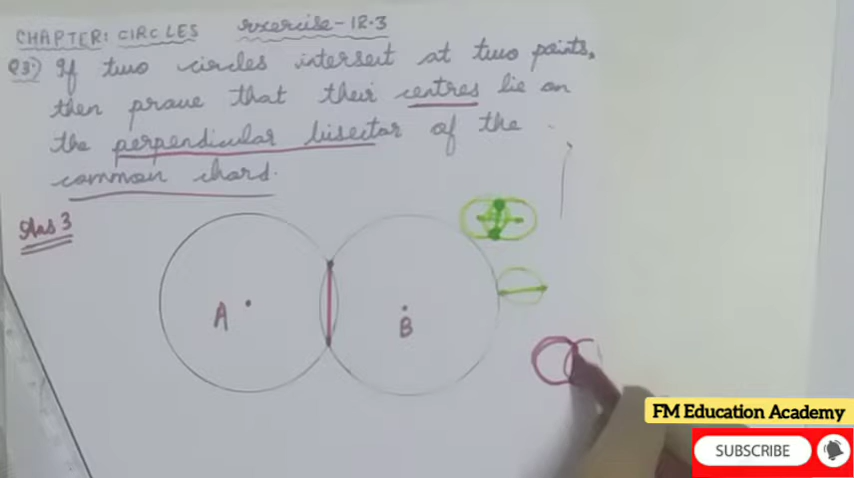 CHAPTER: CIRCLES exercise-12.3
Q3:) If two circles intersect at two points,
then prove that their centres lie on
the perpendicular bisector of the
common chord.
Ans 3
A
B
FM Education Academy
SUBSCRIBE